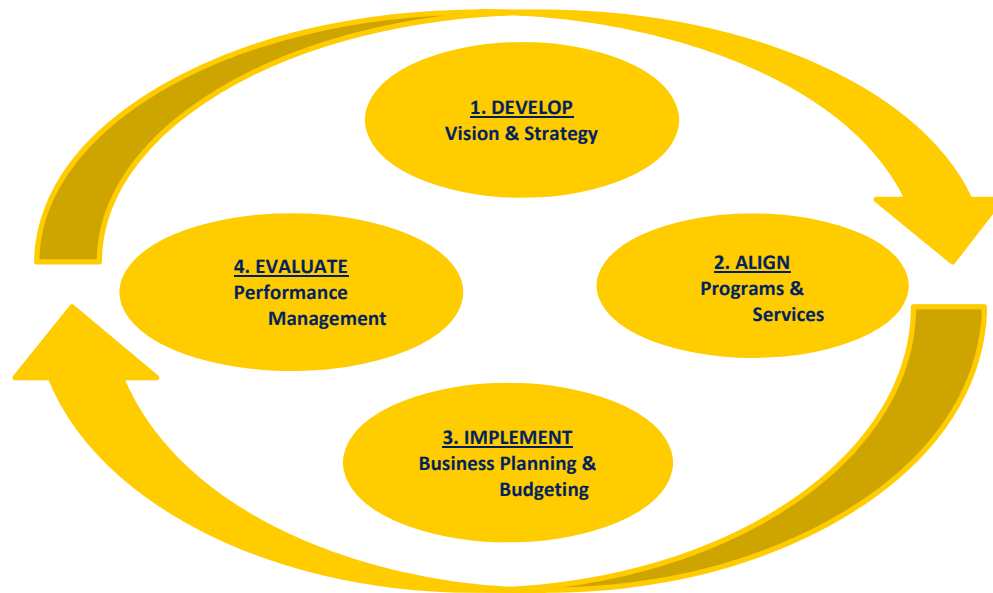 1. DEVELOP
Vision & Strategy
2. ALIGN
Programs &
Services
3. IMPLEMENT
Business Planning &
Budgeting
4. EVALUATE
Performance
Management